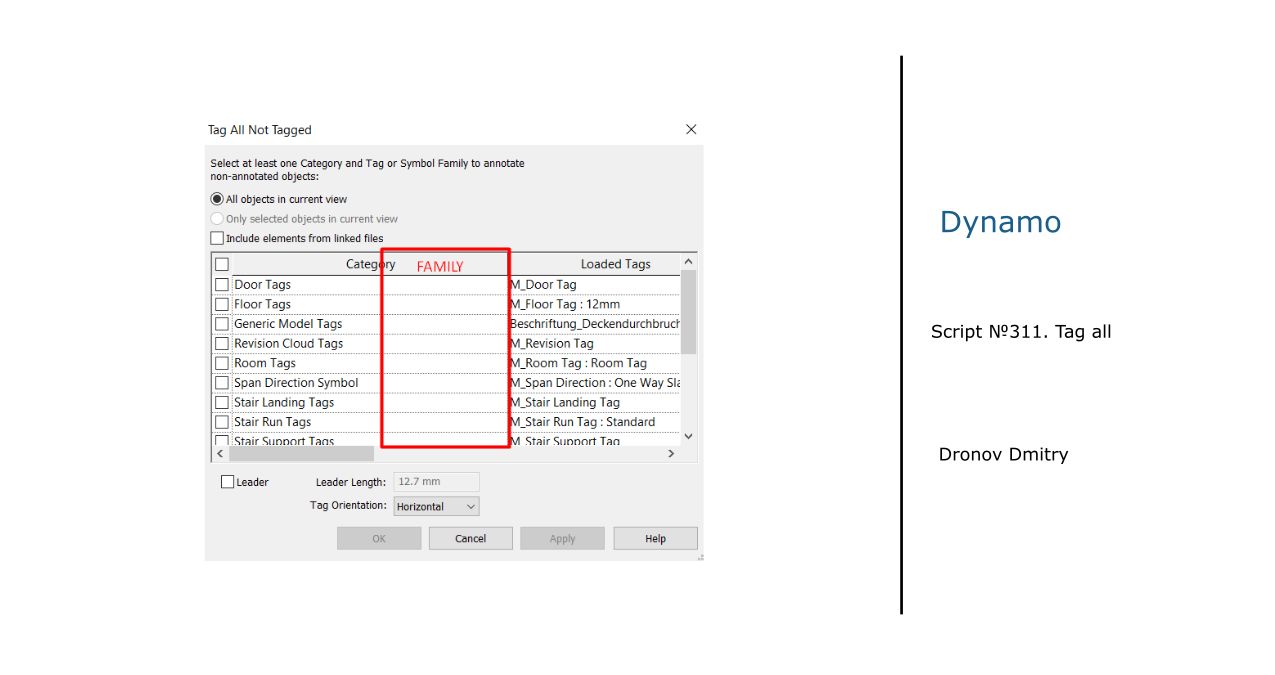 Tag All Not Tagged
Select at least one Category and Tag or Symbol Family to annotate
non-annotated objects:
All objects in current view
Only selected objects in current view
Include elements from linked files
Category FAMILY Loaded Tags
Door Tags M_Door Tag
Floor Tags M_Floor Tag : 12mm
Generic Model Tags Beschriftung_Deckendurchbruch
Revision Cloud Tags M_Revision Tag
Room Tags M_Room Tag : Room Tag
Span Direction Symbol M_Span Direction : One Way Sla
Stair Landing Tags M_Stair Landing Tag
Stair Run Tags M_Stair Run Tag : Standard
Stair Support Tags M_Stair Support Tag
Leader Leader Length: 12.7 mm
Tag Orientation: Horizontal
OK Cancel Apply Help
Dynamo
Script №311. Tag all
Dronov Dmitry